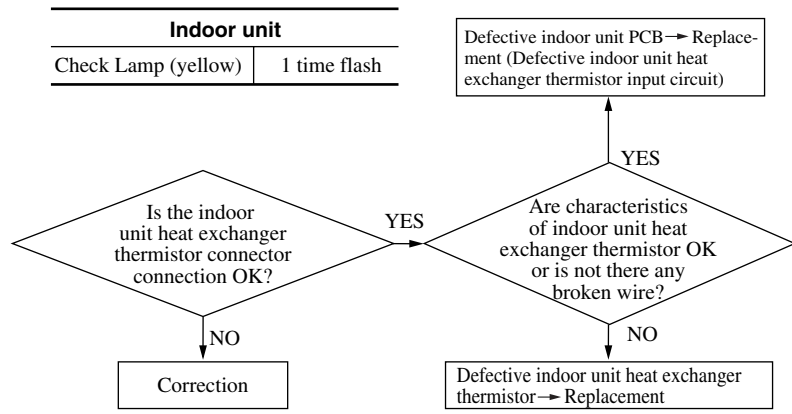 Indoor unit
Check Lamp (yellow) 1 time flash
Defective indoor unit PCB→Replace-
ment (Defective indoor unit heat
exchanger thermistor input circuit)
YES
Is the indoor
unit heat exchanger
thermistor connector
connection OK?
YES
Are characteristics
of indoor unit heat
exchanger thermistor OK
or is not there any
broken wire?
NO
Correction
NO
Defective indoor unit heat exchanger
thermistor→Replacement